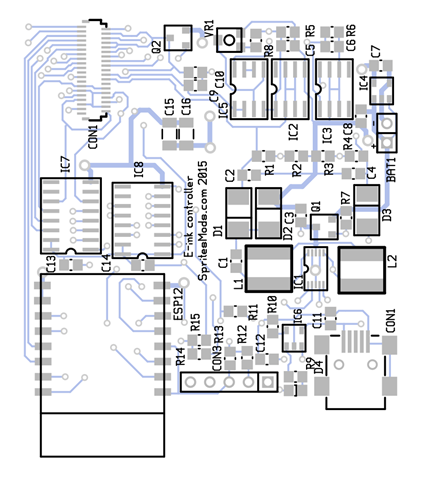 Q2
VR1
R8
R5
C5
C6
R6
C7
IC4
CON1
C10
C9
C15
C16
IC5
IC2
IC3
C8
R4
BAT1
IC7
IC8
C2
R1
R2
R3
C4
E-ink controller
SpritesMods.com 2015
D1
D2
C3
Q1
R7
D3
C13
C14
C1
L1
IC1
L2
ESP12
R15
R14
R13
R11
R12
R10
CON3
C12
IC6
C11
R9
D4
CON1